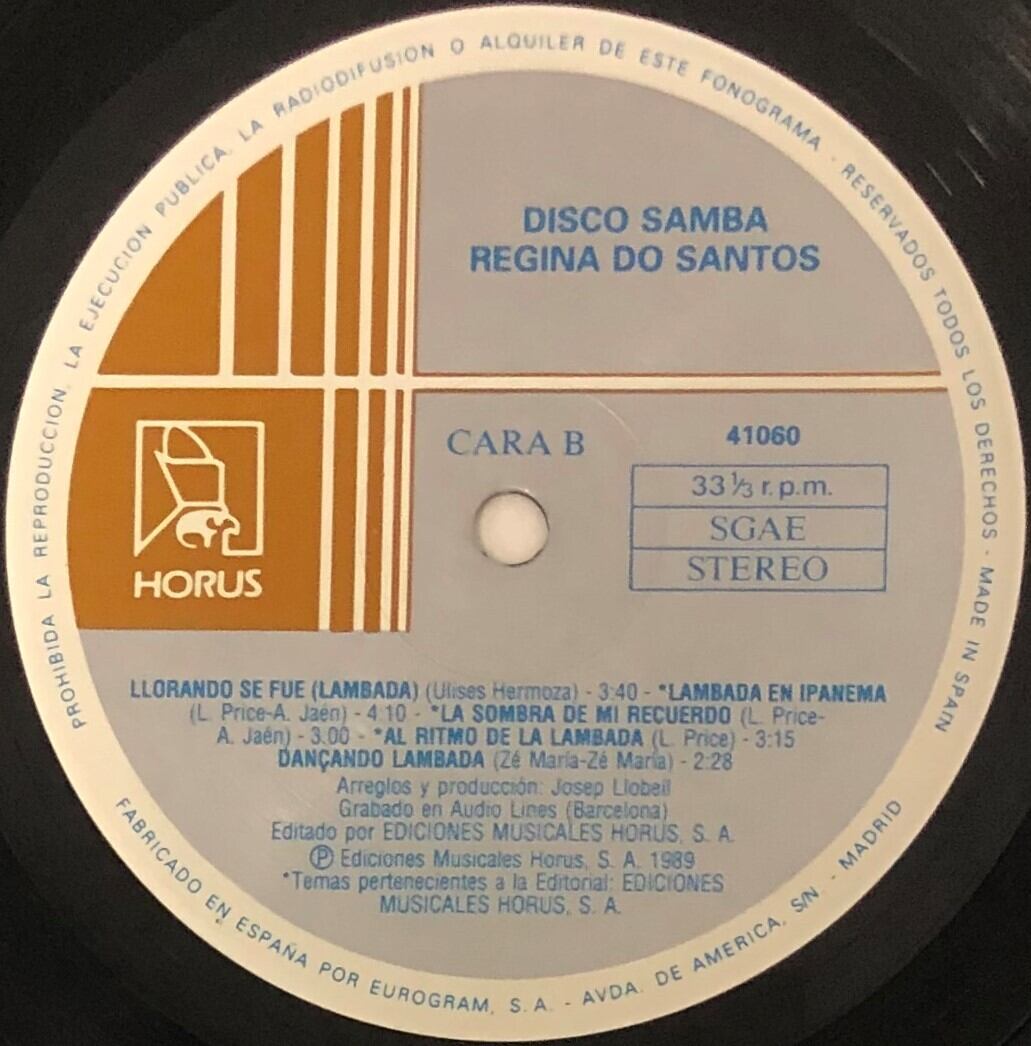 PROHIBIDA LA REPRODUCCION, LA EJECUCION PUBLICA, LA RADIODIFUSION O ALQUILER DE ESTE FONOGRAMA - RESERVADOS TODOS LOS DERECHOS - MADE IN SPAIN
DISCO SAMBA
REGINA DO SANTOS
CARA B
41060
33 1/3 r.p.m.
SGAE
STEREO
HORUS
LLORANDO SE FUE (LAMBADA) (Ulises Hermoza) - 3:40 - *LAMBADA EN IPANEMA
(L. Price-A. Jaén) - 4:10 - *LA SOMBRA DE MI RECUERDO (L. Price-
A. Jaén) - 3.00 - *AL RITMO DE LA LAMBADA (L. Price) - 3:15
DANÇANDO LAMBADA (Zé María-Zé María) - 2:28
Arreglos y producción: Josep Llobell
Grabado en Audio Lines (Barcelona)
Editado por EDICIONES MUSICALES HORUS, S. A.
Ⓟ Ediciones Musicales Horus, S. A. 1989
*Temas pertenecientes a la Editorial: EDICIONES
MUSICALES HORUS, S. A.
FABRICADO EN ESPAÑA POR EUROGRAM, S.A. - AVDA. DE AMERICA, S/N - MADRID